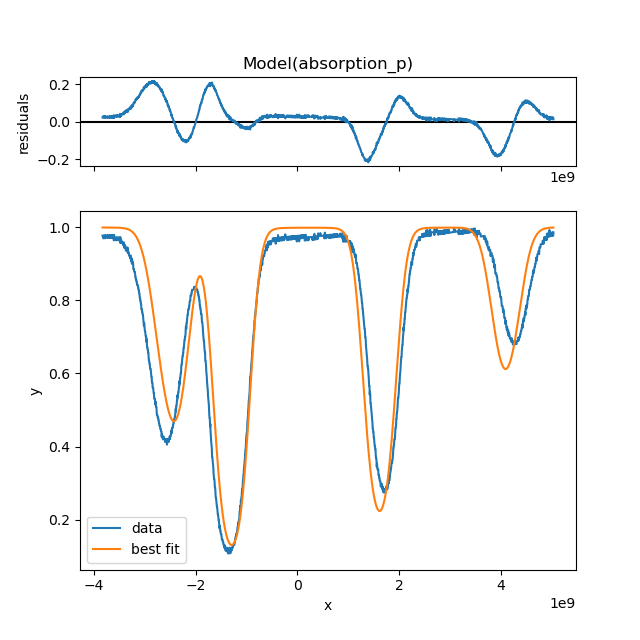 Model(absorption_p)
residuals
0.2
0.0
−0.2
1e9
y
1.0
0.8
0.6
0.4
0.2
data
best fit
−4 −2 0 2 4
x
1e9